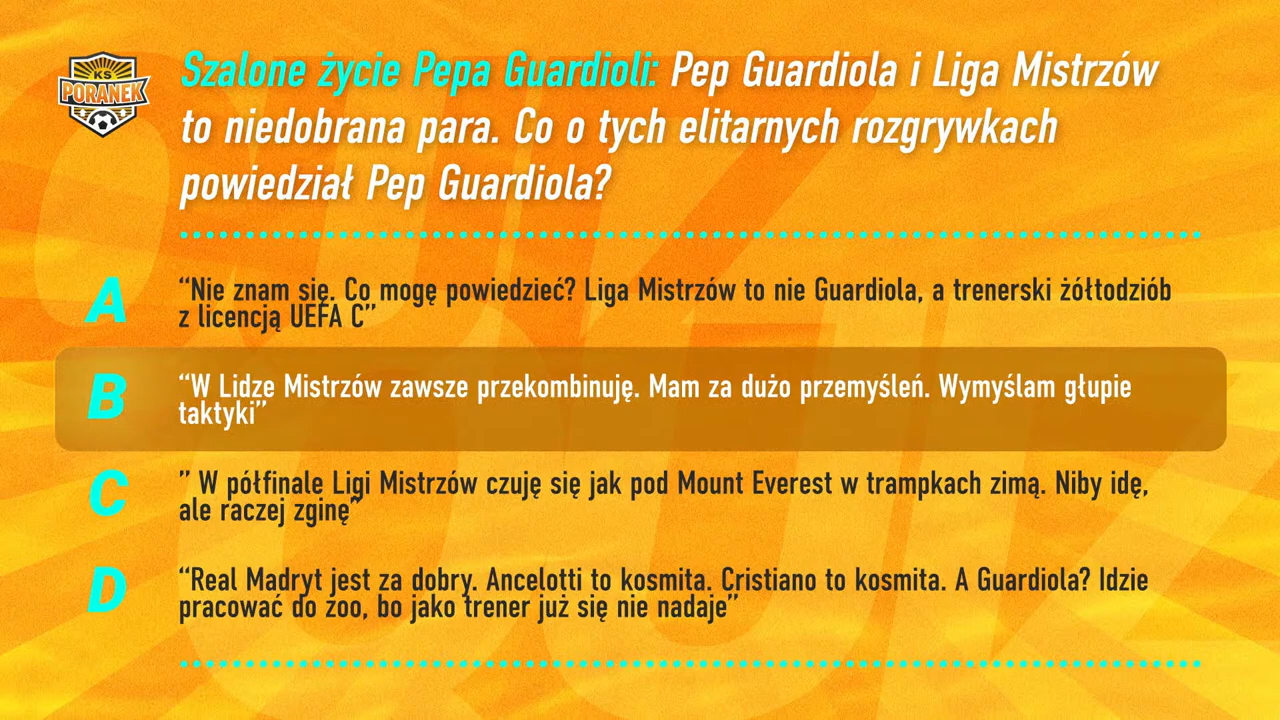 KS
PORANEK
Szalone życie Pepa Guardioli: Pep Guardiola i Liga Mistrzów
to niedobrana para. Co o tych elitarnych rozgrywkach
powiedział Pep Guardiola?
A
“Nie znam się. Co mogę powiedzieć? Liga Mistrzów to nie Guardiola, a trenerski żółtodziób
z licencją UEFA C”
B
“W Lidze Mistrzów zawsze przekombinuję. Mam za dużo przemyśleń. Wymyślam głupie
taktyki”
C
” W półfinale Ligi Mistrzów czuję się jak pod Mount Everest w trampkach zimą. Niby idę,
ale raczej zginę”
D
“Real Madryt jest za dobry. Ancelotti to kosmita. Cristiano to kosmita. A Guardiola? Idzie
pracować do zoo, bo jako trener już się nie nadaje”